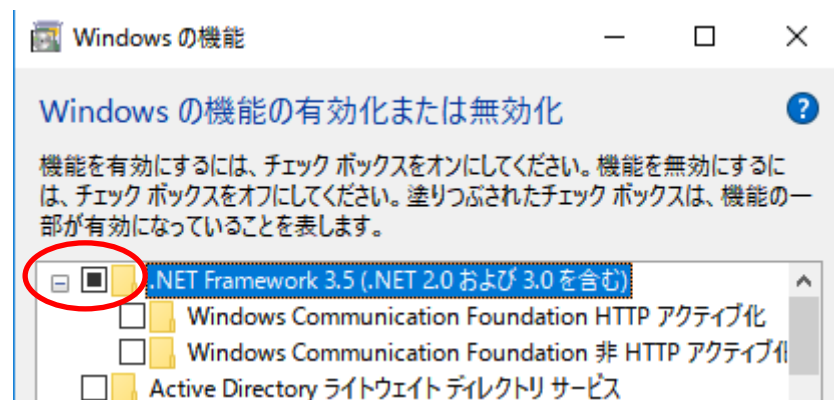 Windows の機能
Windows の機能の有効化または無効化
機能を有効にするには、チェック ボックスをオンにしてください。機能を無効にするに
は、チェック ボックスをオフにしてください。塗りつぶされたチェック ボックスは、機能の一
部が有効になっていることを表します。
.NET Framework 3.5 (.NET 2.0 および 3.0 を含む)
Windows Communication Foundation HTTP アクティブ化
Windows Communication Foundation 非 HTTP アクティブ化
Active Directory ライトウェイト ディレクトリ サービス